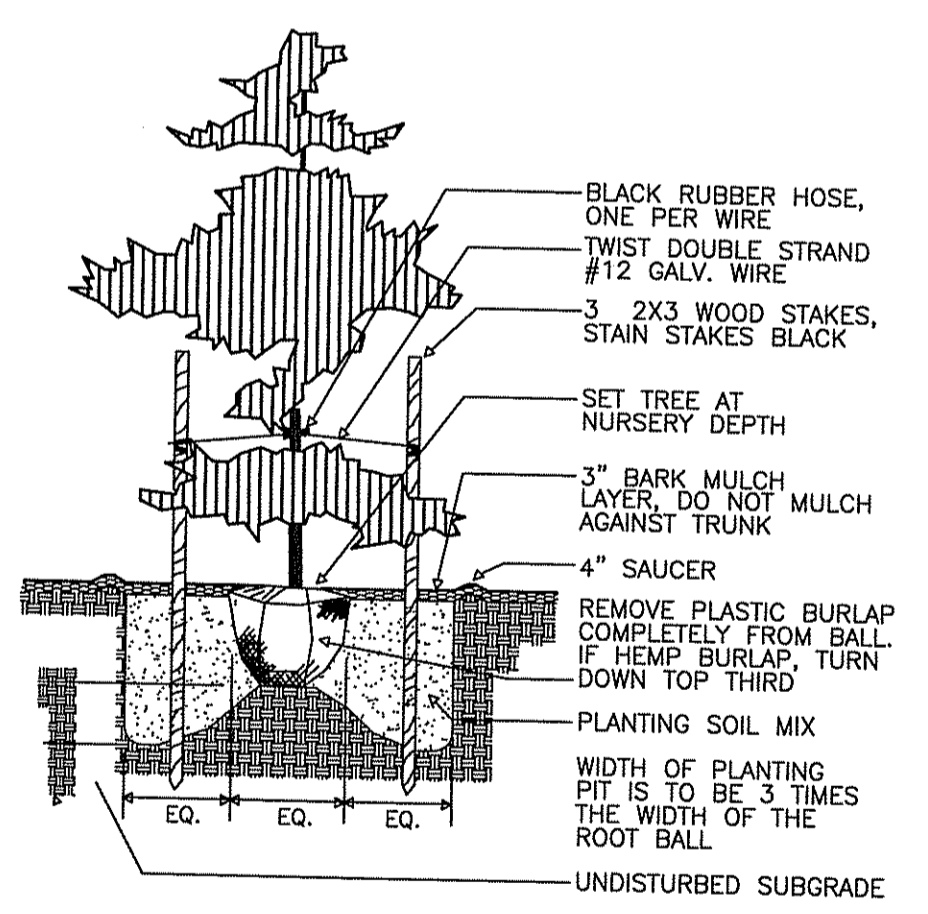 BLACK RUBBER HOSE,
ONE PER WIRE
TWIST DOUBLE STRAND
#12 GALV. WIRE
3 2X3 WOOD STAKES,
STAIN STAKES BLACK
SET TREE AT
NURSERY DEPTH
3" BARK MULCH
LAYER, DO NOT MULCH
AGAINST TRUNK
4" SAUCER
REMOVE PLASTIC BURLAP
COMPLETELY FROM BALL.
IF HEMP BURLAP, TURN
DOWN TOP THIRD
PLANTING SOIL MIX
WIDTH OF PLANTING
PIT IS TO BE 3 TIMES
THE WIDTH OF THE
ROOT BALL
EQ. EQ. EQ.
UNDISTURBED SUBGRADE